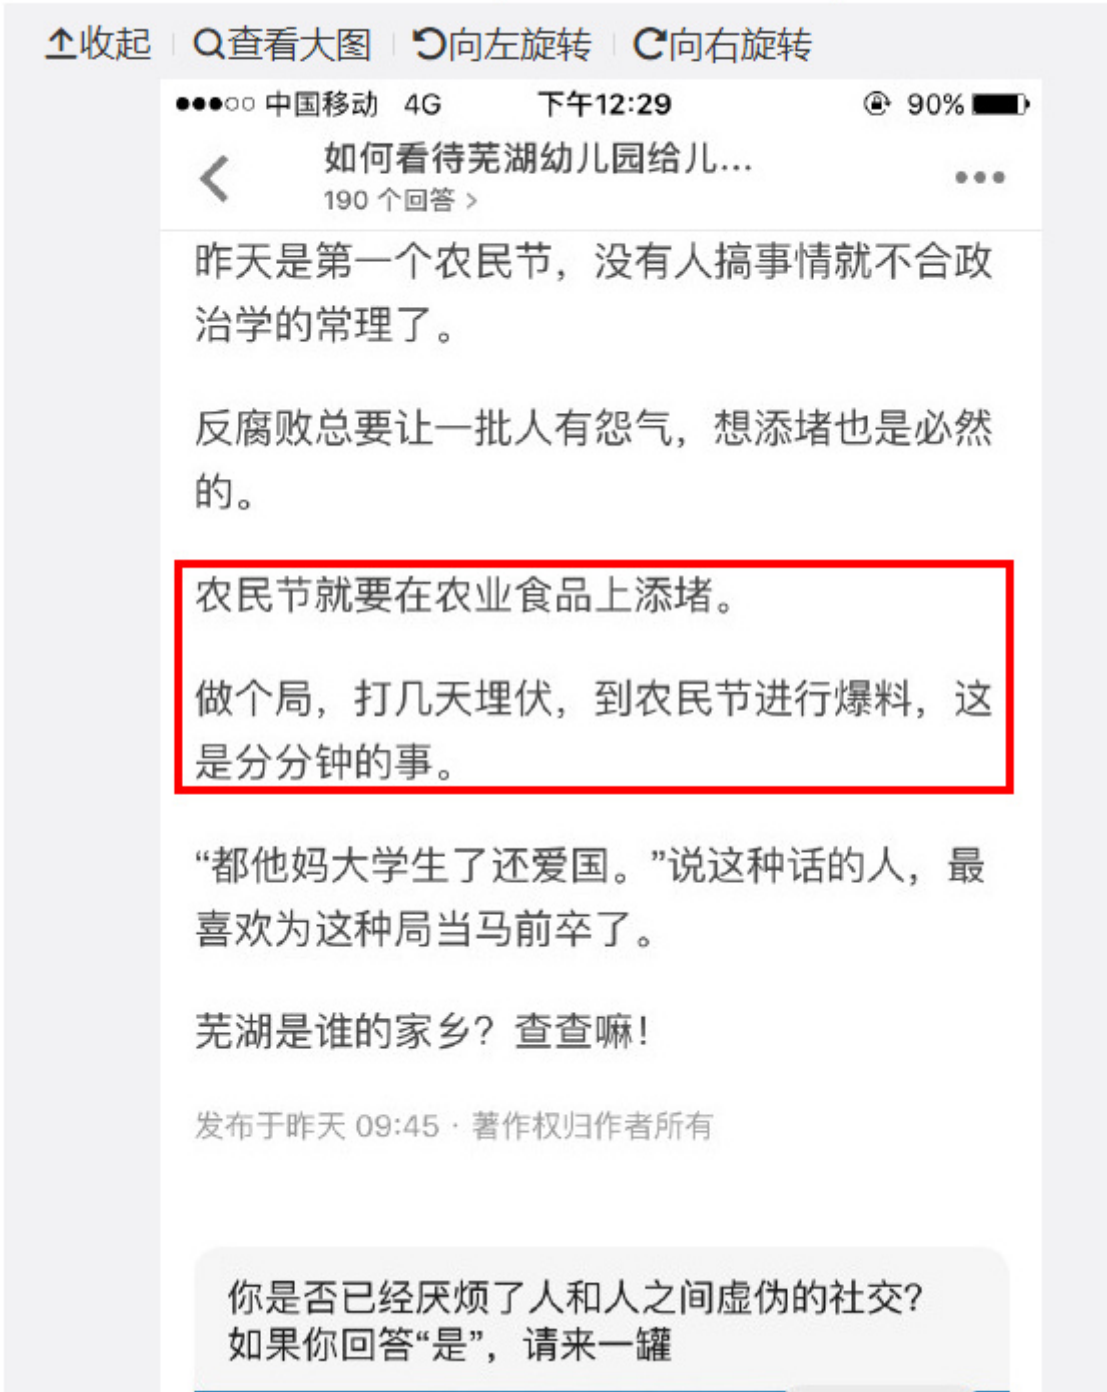 收起 查看大图 向左旋转 向右旋转
中国移动 4G 下午12:29 90%
如何看待芜湖幼儿园给儿...
190 个回答 >
昨天是第一个农民节，没有人搞事情就不合政
治学的常理了。
反腐败总要让一批人有怨气，想添堵也是必然
的。
农民节就要在农业食品上添堵。
做个局，打几天埋伏，到农民节进行爆料，这
是分分钟的事。
“都他妈大学生了还爱国。”说这种话的人，最
喜欢为这种局当马前卒了。
芜湖是谁的家乡？查查嘛！
发布于昨天 09:45 · 著作权归作者所有
你是否已经厌烦了人和人之间虚伪的社交？
如果你回答“是”，请来一罐